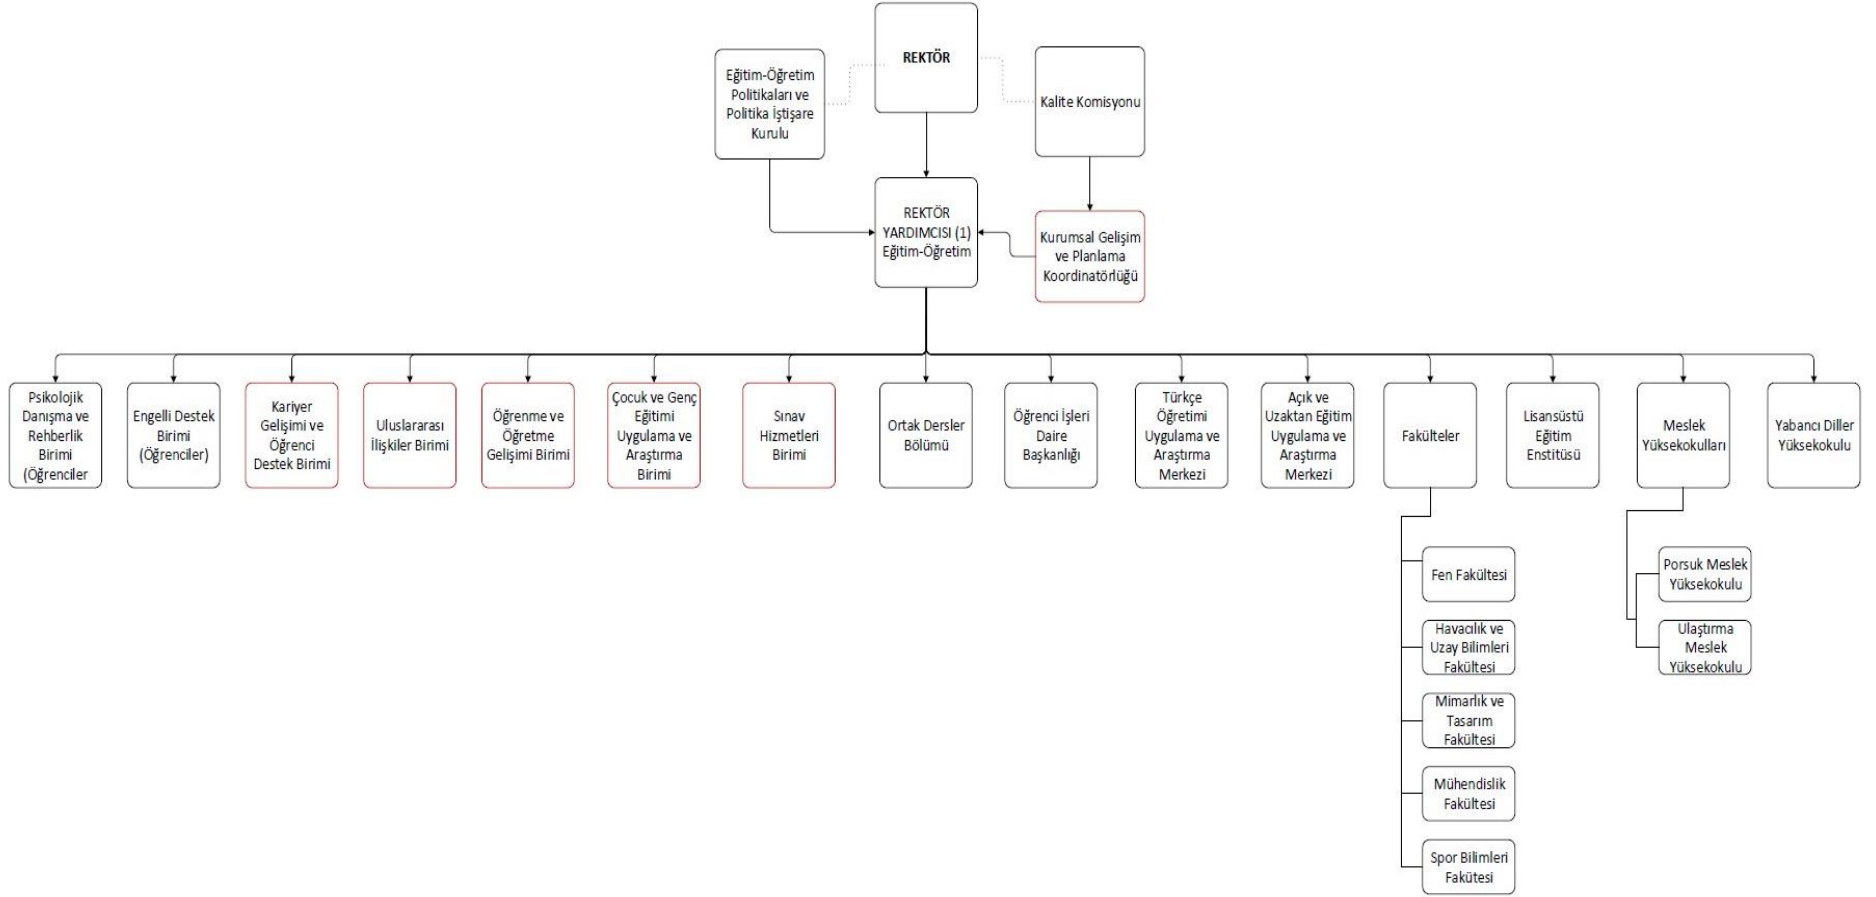 REKTÖR
Eğitim-Öğretim
Politikaları ve
Politika İştişare
Kurulu
Kalite Komisyonu
REKTÖR
YARDIMCISI (1)
Eğitim-Öğretim
Kurumsal Gelişim
ve Planlama
Koordinatörlüğü
Psikolojik
Danışma ve
Rehberlik
Birimi
(Öğrenciler
Engelli Destek
Birimi
(Öğrenciler)
Kariyer
Gelişimi ve
Öğrenci
Destek Birimi
Uluslararası
İlişkiler Birimi
Öğrenme ve
Öğretme
Gelişimi Birimi
Çocuk ve Genç
Eğitimi
Uygulama ve
Araştırma
Birimi
Sınav
Hizmetleri
Birimi
Ortak Dersler
Bölümü
Öğrenci İşleri
Daire
Başkanlığı
Türkçe
Öğretimi
Uygulama ve
Araştırma
Merkezi
Açık ve
Uzaktan Eğitim
Uygulama ve
Araştırma
Merkezi
Fakülteler
Lisansüstü
Eğitim
Enstitüsü
Meslek
Yüksekokulları
Yabancı Diller
Yüksekokulu
Fen Fakültesi
Havacılık ve
Uzay Bilimleri
Fakültesi
Mimarlık ve
Tasarım
Fakültesi
Mühendislik
Fakültesi
Spor Bilimleri
Fakütesi
Porsuk Meslek
Yüksekokulu
Ulaştırma
Meslek
Yüksekokulu